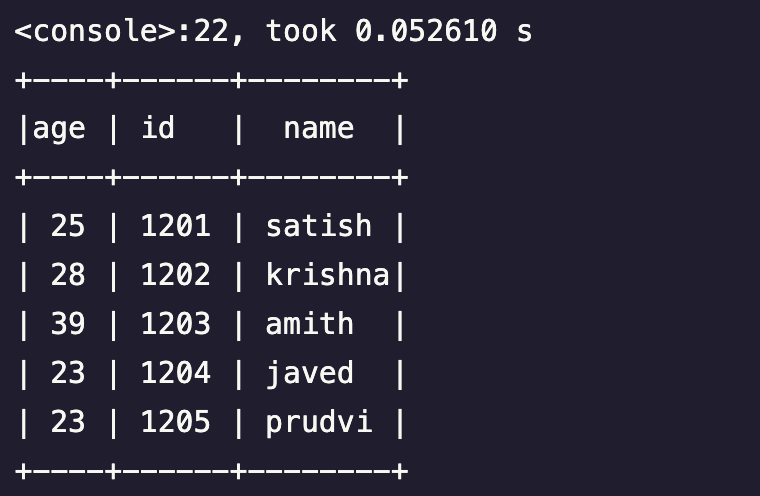 <console>:22, took 0.052610 s
+----+------+--------+
|age | id   |  name  |
+----+------+--------+
| 25 | 1201 | satish |
| 28 | 1202 | krishna|
| 39 | 1203 | amith  |
| 23 | 1204 | javed  |
| 23 | 1205 | prudvi |
+----+------+--------+